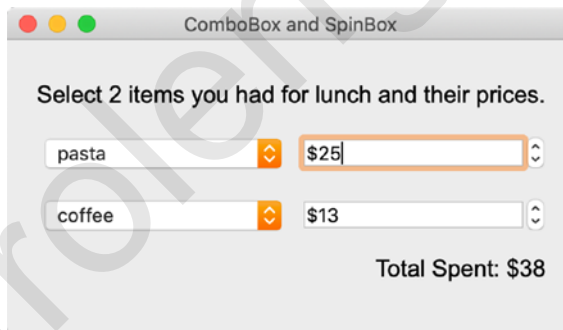 ComboBox and SpinBox
Select 2 items you had for lunch and their prices.
pasta $25
coffee $13
Total Spent: $38